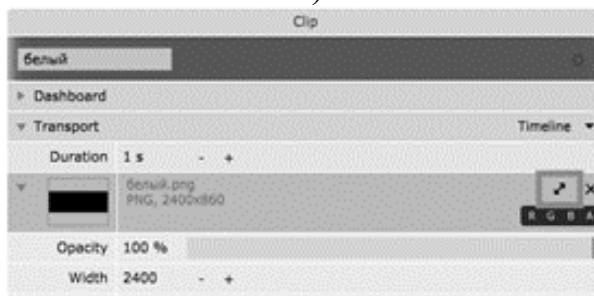 Clip
белый
Dashboard
Transport Timeline
Duration 1 s - +
белый.png
PNG, 2400x860
R G B A
Opacity 100 %
Width 2400 - +